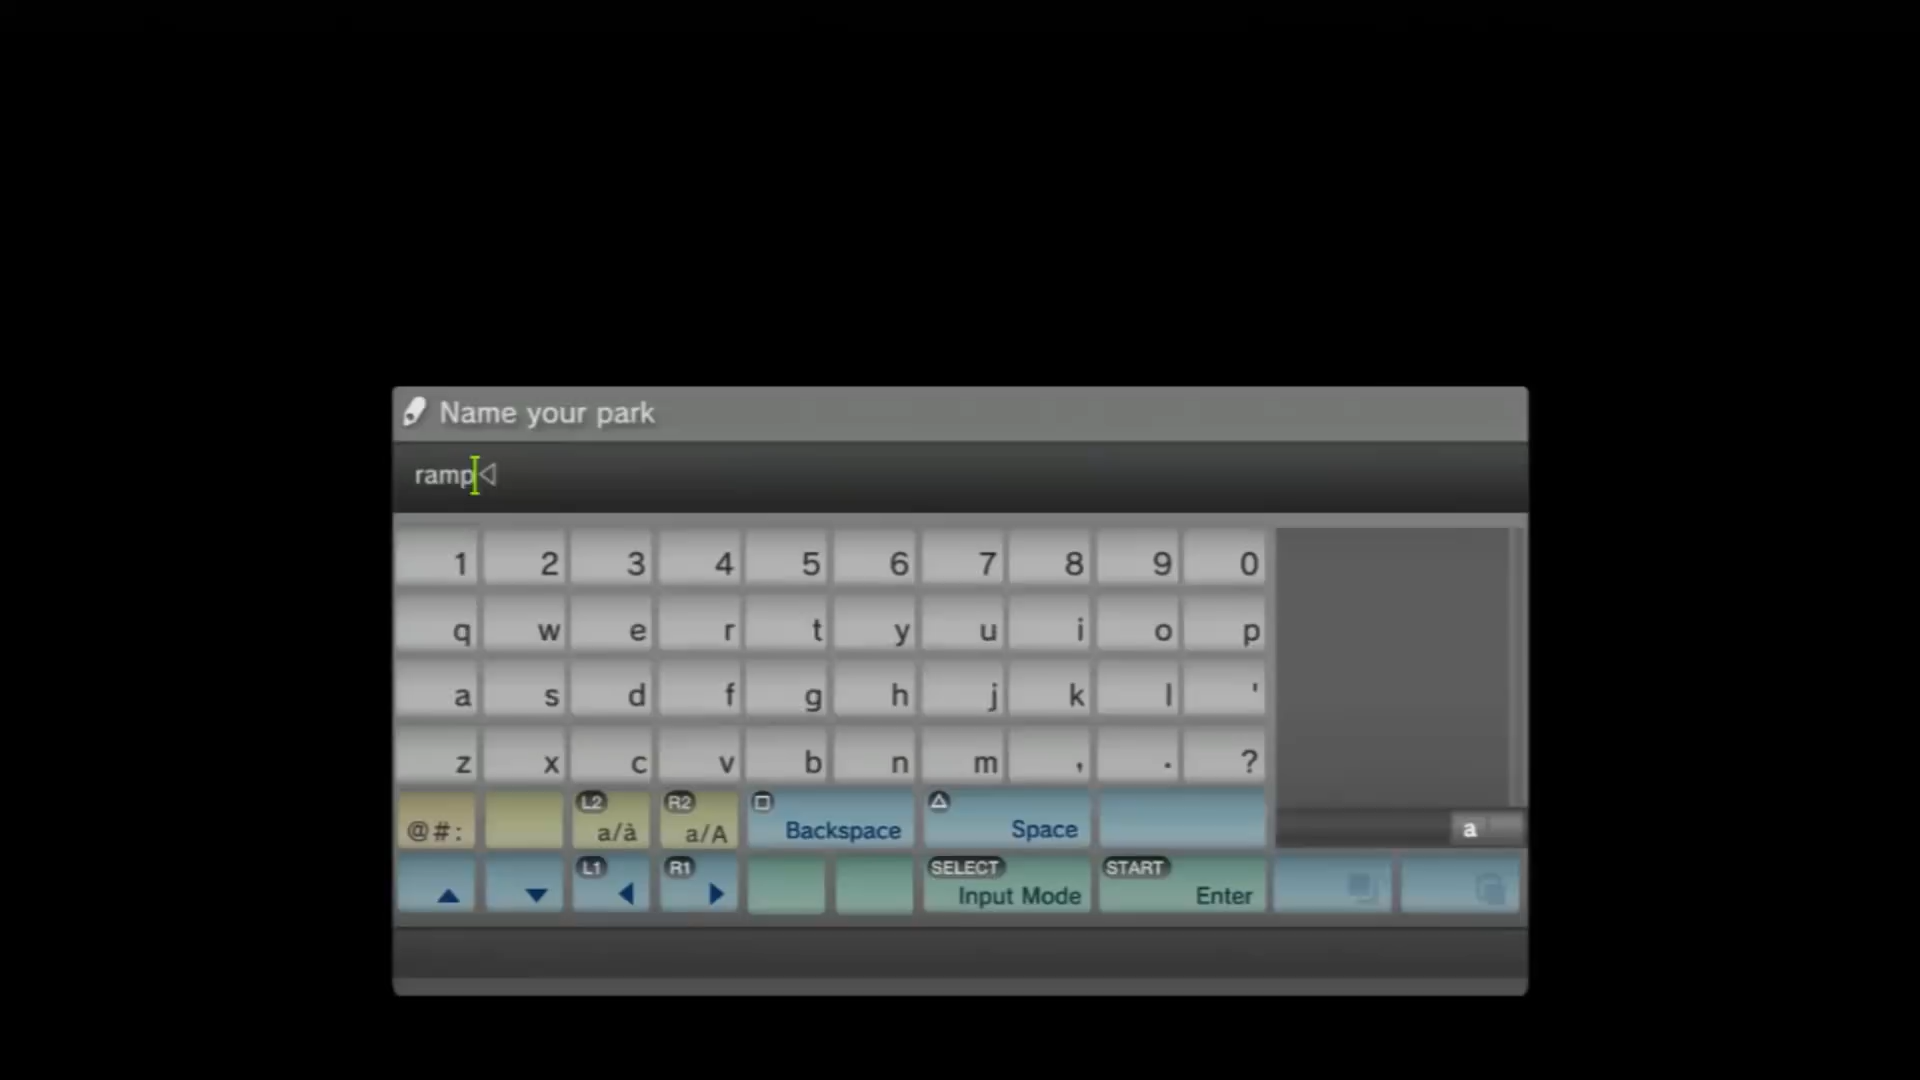 Name your park
ramp
1 2 3 4 5 6 7 8 9 0
q w e r t y u i o p
a s d f g h j k l '
z x c v b n m , . ?
@#: L2 a/à R2 a/A Backspace Space a
L1 R1 SELECT Input Mode START Enter